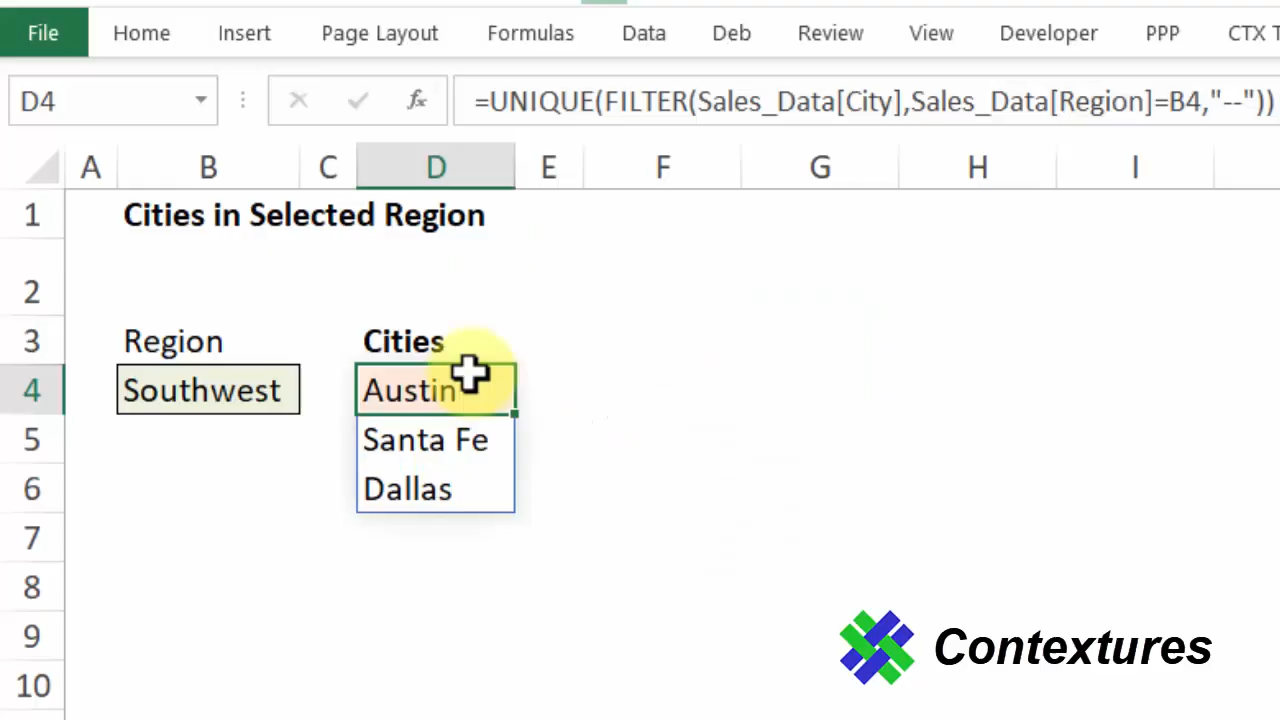 File Home Insert Page Layout Formulas Data Deb Review View Developer PPP CTX T
D4 fx =UNIQUE(FILTER(Sales_Data[City],Sales_Data[Region]=B4,"--"))
A B C D E F G H I
1 Cities in Selected Region
2
3 Region Cities
4 Southwest Austin
5 Santa Fe
6 Dallas
7
8
9
10
Contextures